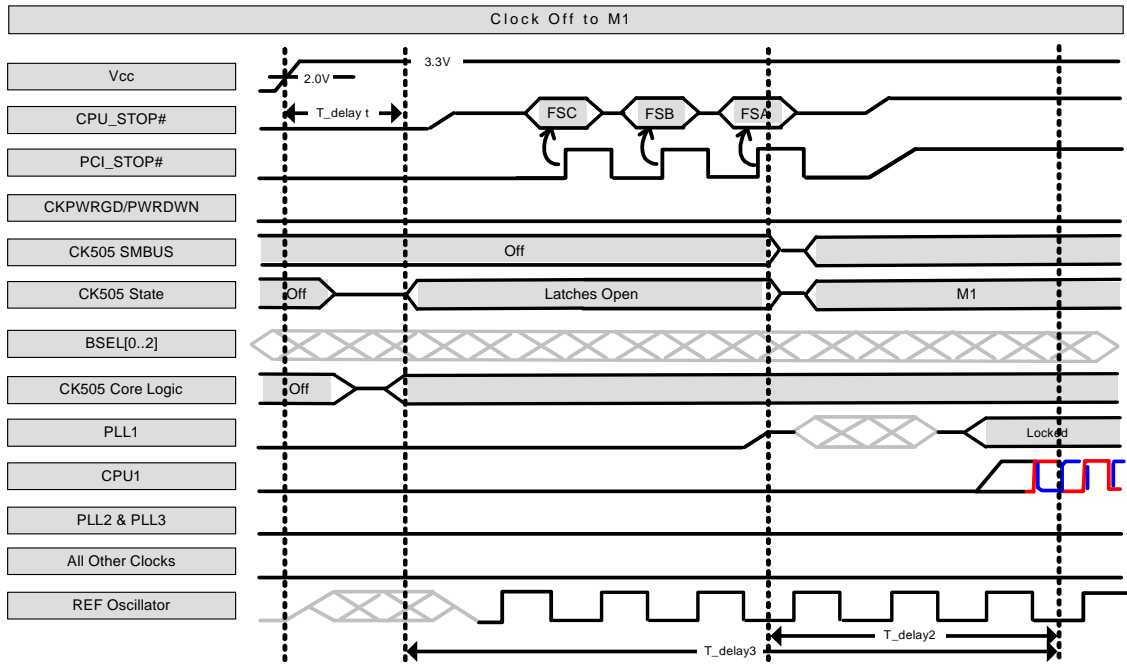 Clock Off to M1
Vcc
2.0V
3.3V
T_delay t
CPU_STOP#
FSC
FSB
FSA
PCI_STOP#
CKPWRGD/PWRDWN
CK505 SMBUS
Off
CK505 State
Off
Latches Open
M1
BSEL[0..2]
CK505 Core Logic
Off
PLL1
Locked
CPU1
PLL2 & PLL3
All Other Clocks
REF Oscillator
T_delay2
T_delay3